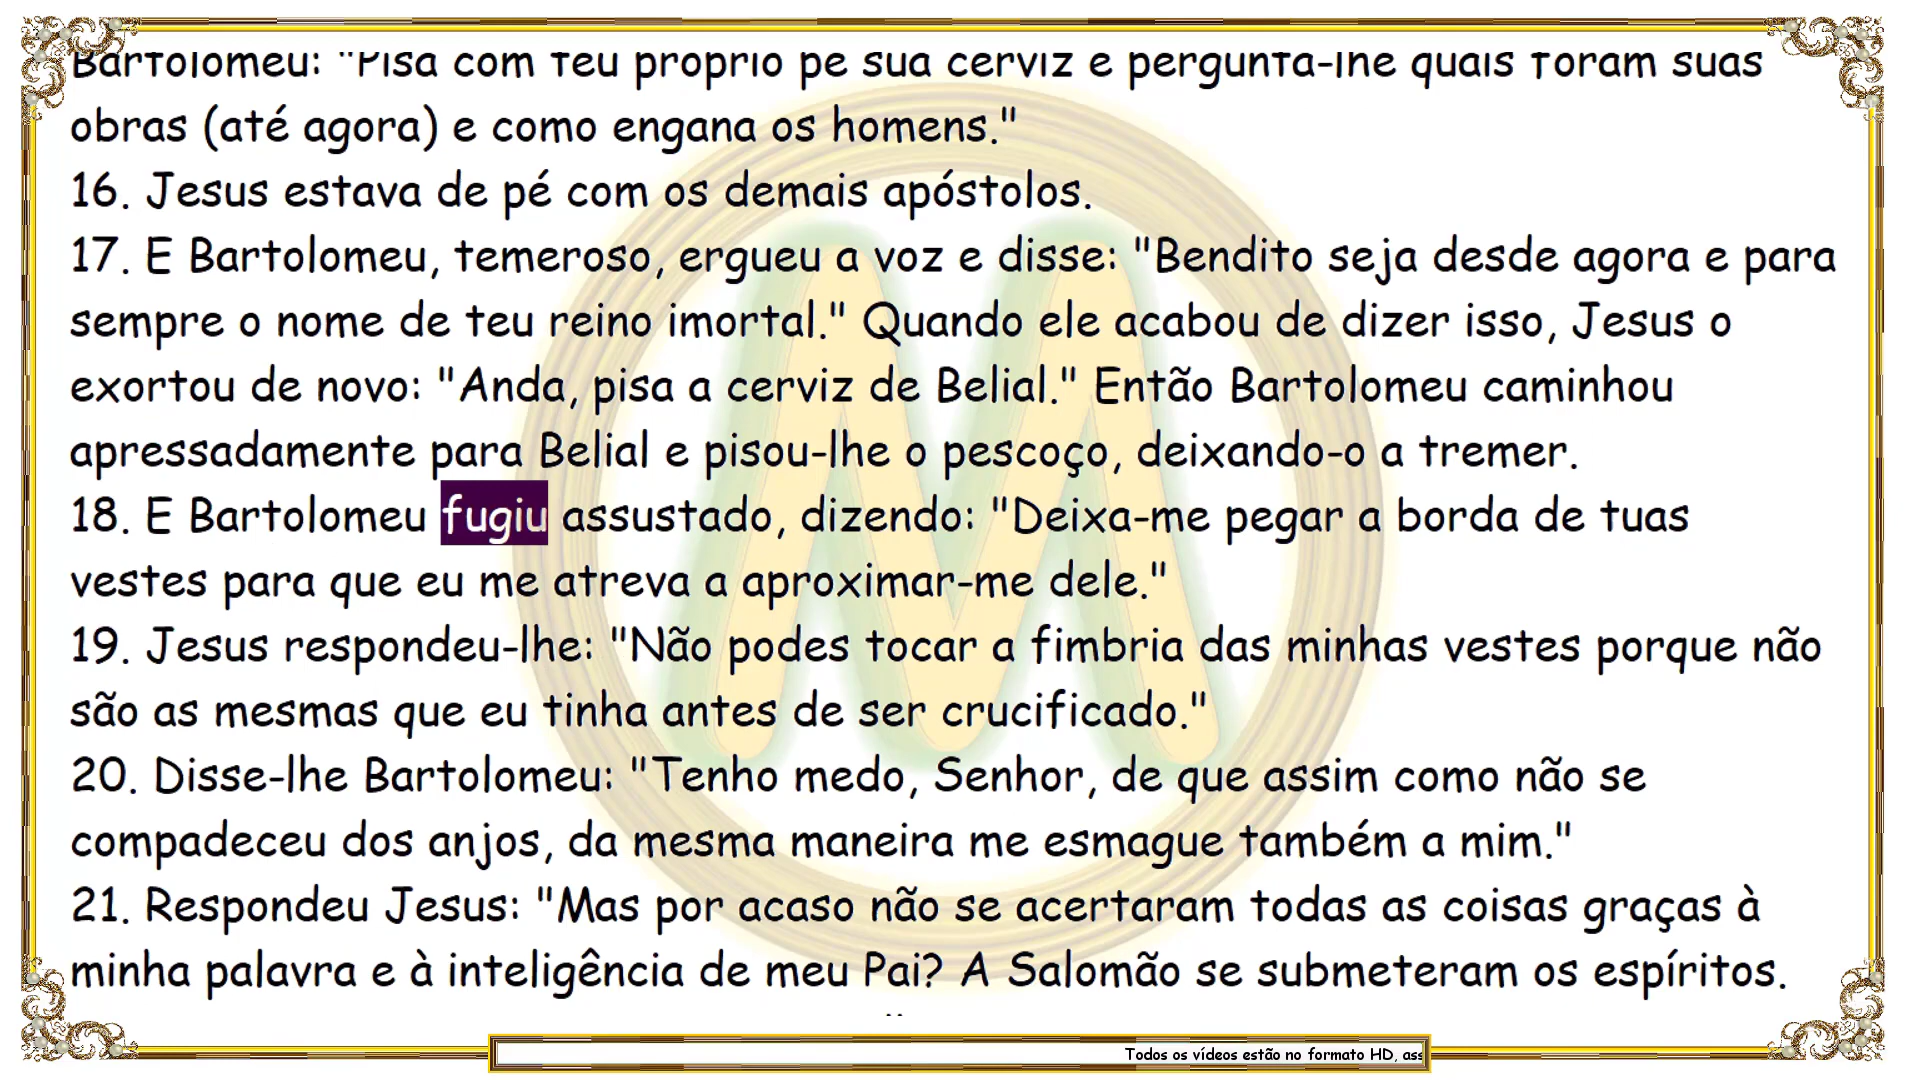 Bartolomeu: "Pisa com teu próprio pé sua cerviz e pergunta-lhe quais foram suas
obras (até agora) e como engana os homens."
16. Jesus estava de pé com os demais apóstolos.
17. E Bartolomeu, temeroso, ergueu a voz e disse: "Bendito seja desde agora e para
sempre o nome de teu reino imortal." Quando ele acabou de dizer isso, Jesus o
exortou de novo: "Anda, pisa a cerviz de Belial." Então Bartolomeu caminhou
apressadamente para Belial e pisou-lhe o pescoço, deixando-o a tremer.
18. E Bartolomeu fugiu assustado, dizendo: "Deixa-me pegar a borda de tuas
vestes para que eu me atreva a aproximar-me dele."
19. Jesus respondeu-lhe: "Não podes tocar a fimbria das minhas vestes porque não
são as mesmas que eu tinha antes de ser crucificado."
20. Disse-lhe Bartolomeu: "Tenho medo, Senhor, de que assim como não se
compadeceu dos anjos, da mesma maneira me esmague também a mim."
21. Respondeu Jesus: "Mas por acaso não se acertaram todas as coisas graças à
minha palavra e à inteligência de meu Pai? A Salomão se submeteram os espíritos.
Todos os vídeos estão no formato HD, ass